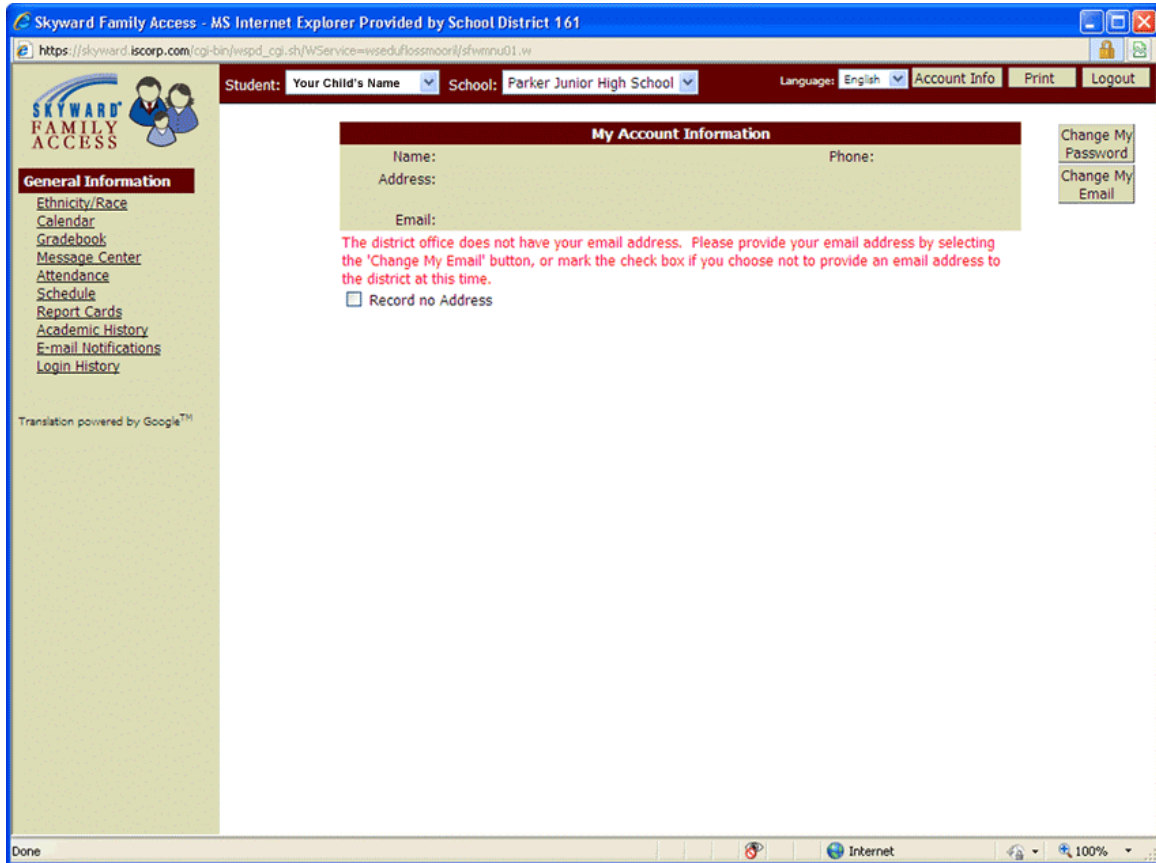 Skyward Family Access - MS Internet Explorer Provided by School District 161
https://skyward.iscorp.com/cgi-bin/wspd_cgi.sh/WService=wseduflossmooril/sfwmnu01.w
Student: Your Child's Name School: Parker Junior High School Language: English Account Info Print Logout
SKYWARD®
FAMILY
ACCESS
General Information
Ethnicity/Race
Calendar
Gradebook
Message Center
Attendance
Schedule
Report Cards
Academic History
E-mail Notifications
Login History
Translation powered by Google™
My Account Information
Name: Phone:
Address:
Email:
The district office does not have your email address. Please provide your email address by selecting
the 'Change My Email' button, or mark the check box if you choose not to provide an email address to
the district at this time.
Record no Address
Change My
Password
Change My
Email
Done Internet 100%